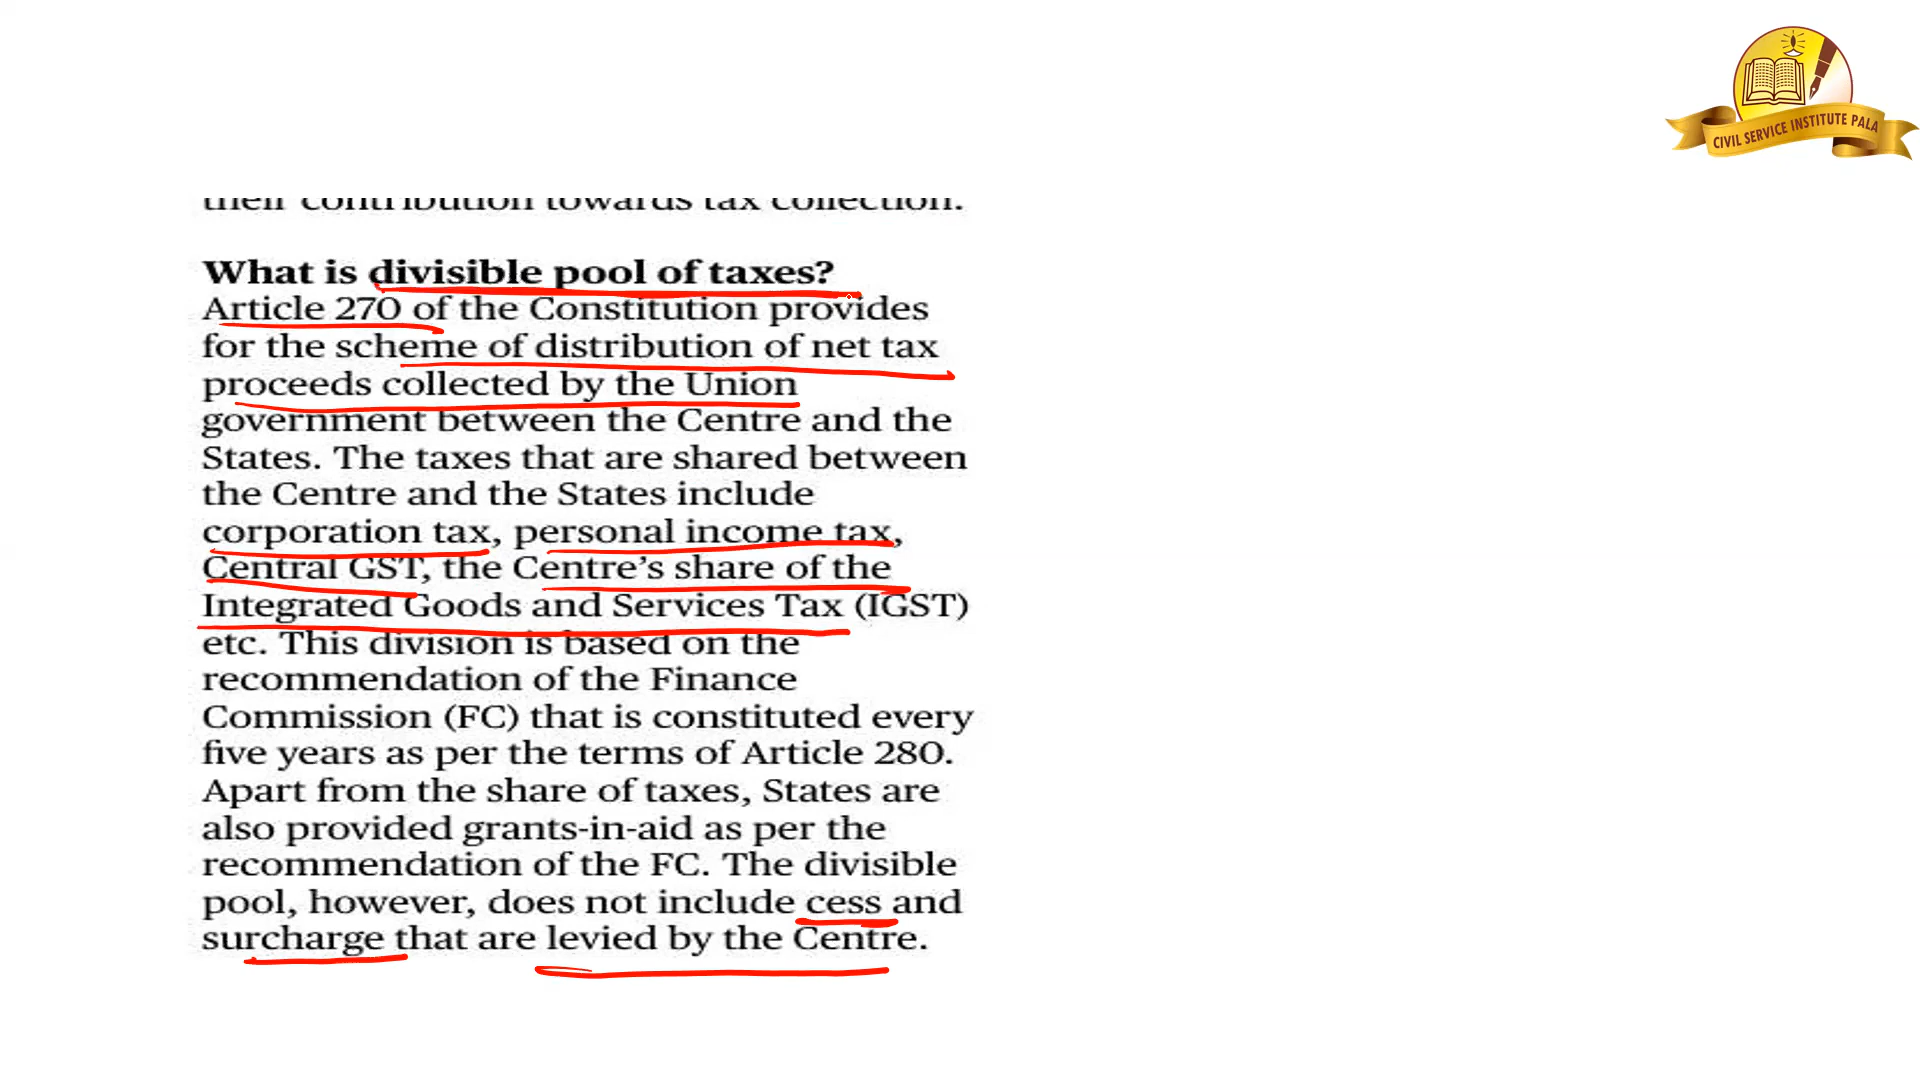 CIVIL SERVICE INSTITUTE PALA
their contribution towards tax collection.
What is divisible pool of taxes?
Article 270 of the Constitution provides
for the scheme of distribution of net tax
proceeds collected by the Union
government between the Centre and the
States. The taxes that are shared between
the Centre and the States include
corporation tax, personal income tax,
Central GST, the Centre’s share of the
Integrated Goods and Services Tax (IGST)
etc. This division is based on the
recommendation of the Finance
Commission (FC) that is constituted every
five years as per the terms of Article 280.
Apart from the share of taxes, States are
also provided grants-in-aid as per the
recommendation of the FC. The divisible
pool, however, does not include cess and
surcharge that are levied by the Centre.